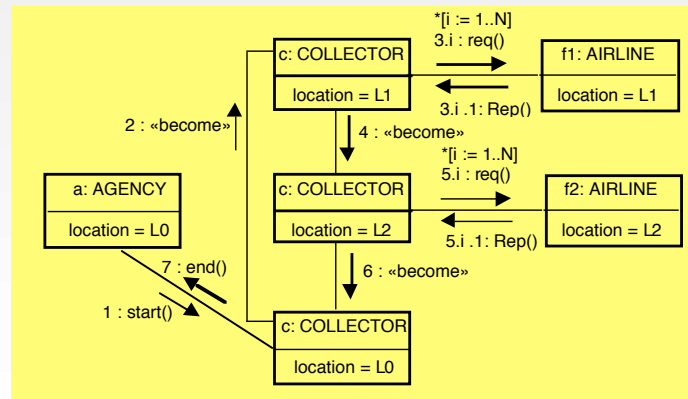 *[i := 1..N]
3.i : req()
c: COLLECTOR
f1: AIRLINE
location = L1
location = L1
3.i .1: Rep()
2 : «become»
4 : «become»
*[i := 1..N]
5.i : req()
a: AGENCY
c: COLLECTOR
f2: AIRLINE
location = L0
location = L2
location = L2
5.i .1: Rep()
7 : end()
6 : «become»
1 : start()
c: COLLECTOR
location = L0